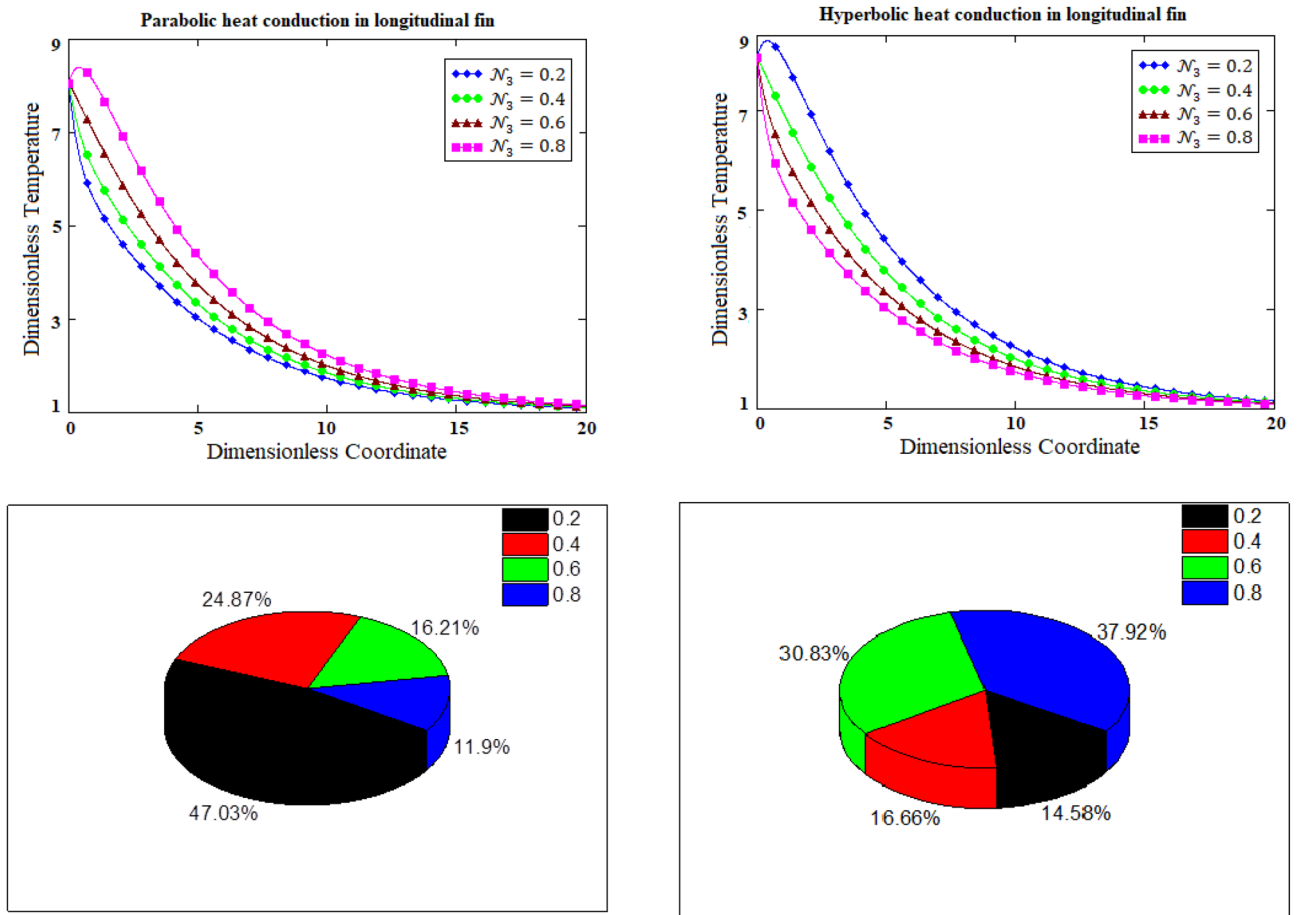 Parabolic heat conduction in longitudinal fin
9
7
5
3
1
Dimensionless Temperature
𝒩₃ = 0.2
𝒩₃ = 0.4
𝒩₃ = 0.6
𝒩₃ = 0.8
0
5
10
15
20
Dimensionless Coordinate
Hyperbolic heat conduction in longitudinal fin
9
7
5
3
1
Dimensionless Temperature
𝒩₃ = 0.2
𝒩₃ = 0.4
𝒩₃ = 0.6
𝒩₃ = 0.8
0
5
10
15
20
Dimensionless Coordinate
0.2
0.4
0.6
0.8
24.87%
16.21%
11.9%
47.03%
0.2
0.4
0.6
0.8
37.92%
30.83%
16.66%
14.58%